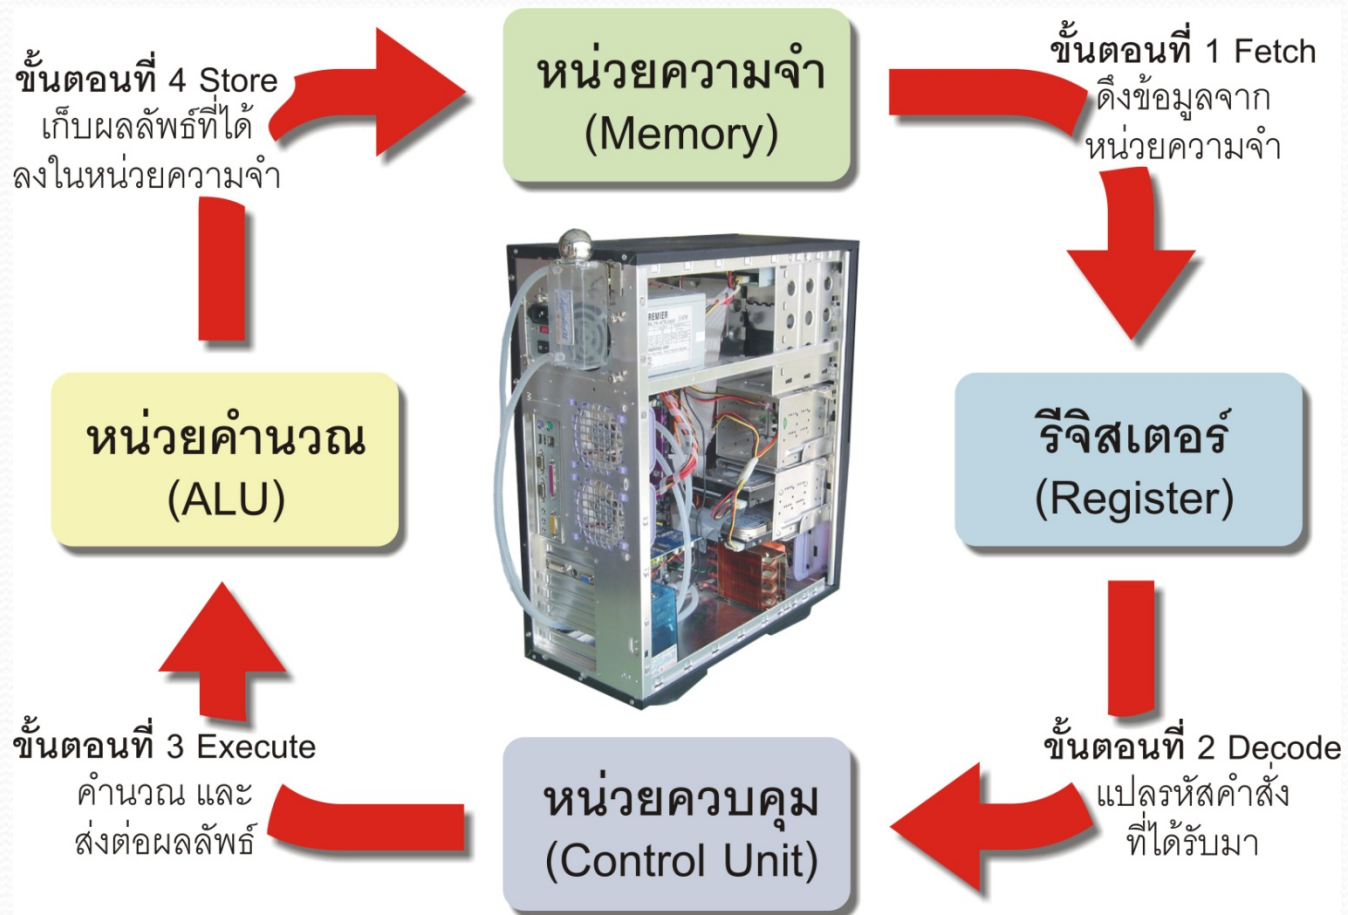 หน่วยความจำ
(Memory)
ขั้นตอนที่ 1 Fetch
ดึงข้อมูลจาก
หน่วยความจำ
รีจิสเตอร์
(Register)
ขั้นตอนที่ 2 Decode
แปลรหัสคำสั่ง
ที่ได้รับมา
หน่วยควบคุม
(Control Unit)
ขั้นตอนที่ 3 Execute
คำนวณ และ
ส่งต่อผลลัพธ์
หน่วยคำนวณ
(ALU)
ขั้นตอนที่ 4 Store
เก็บผลลัพธ์ที่ได้
ลงในหน่วยความจำ
REMIER